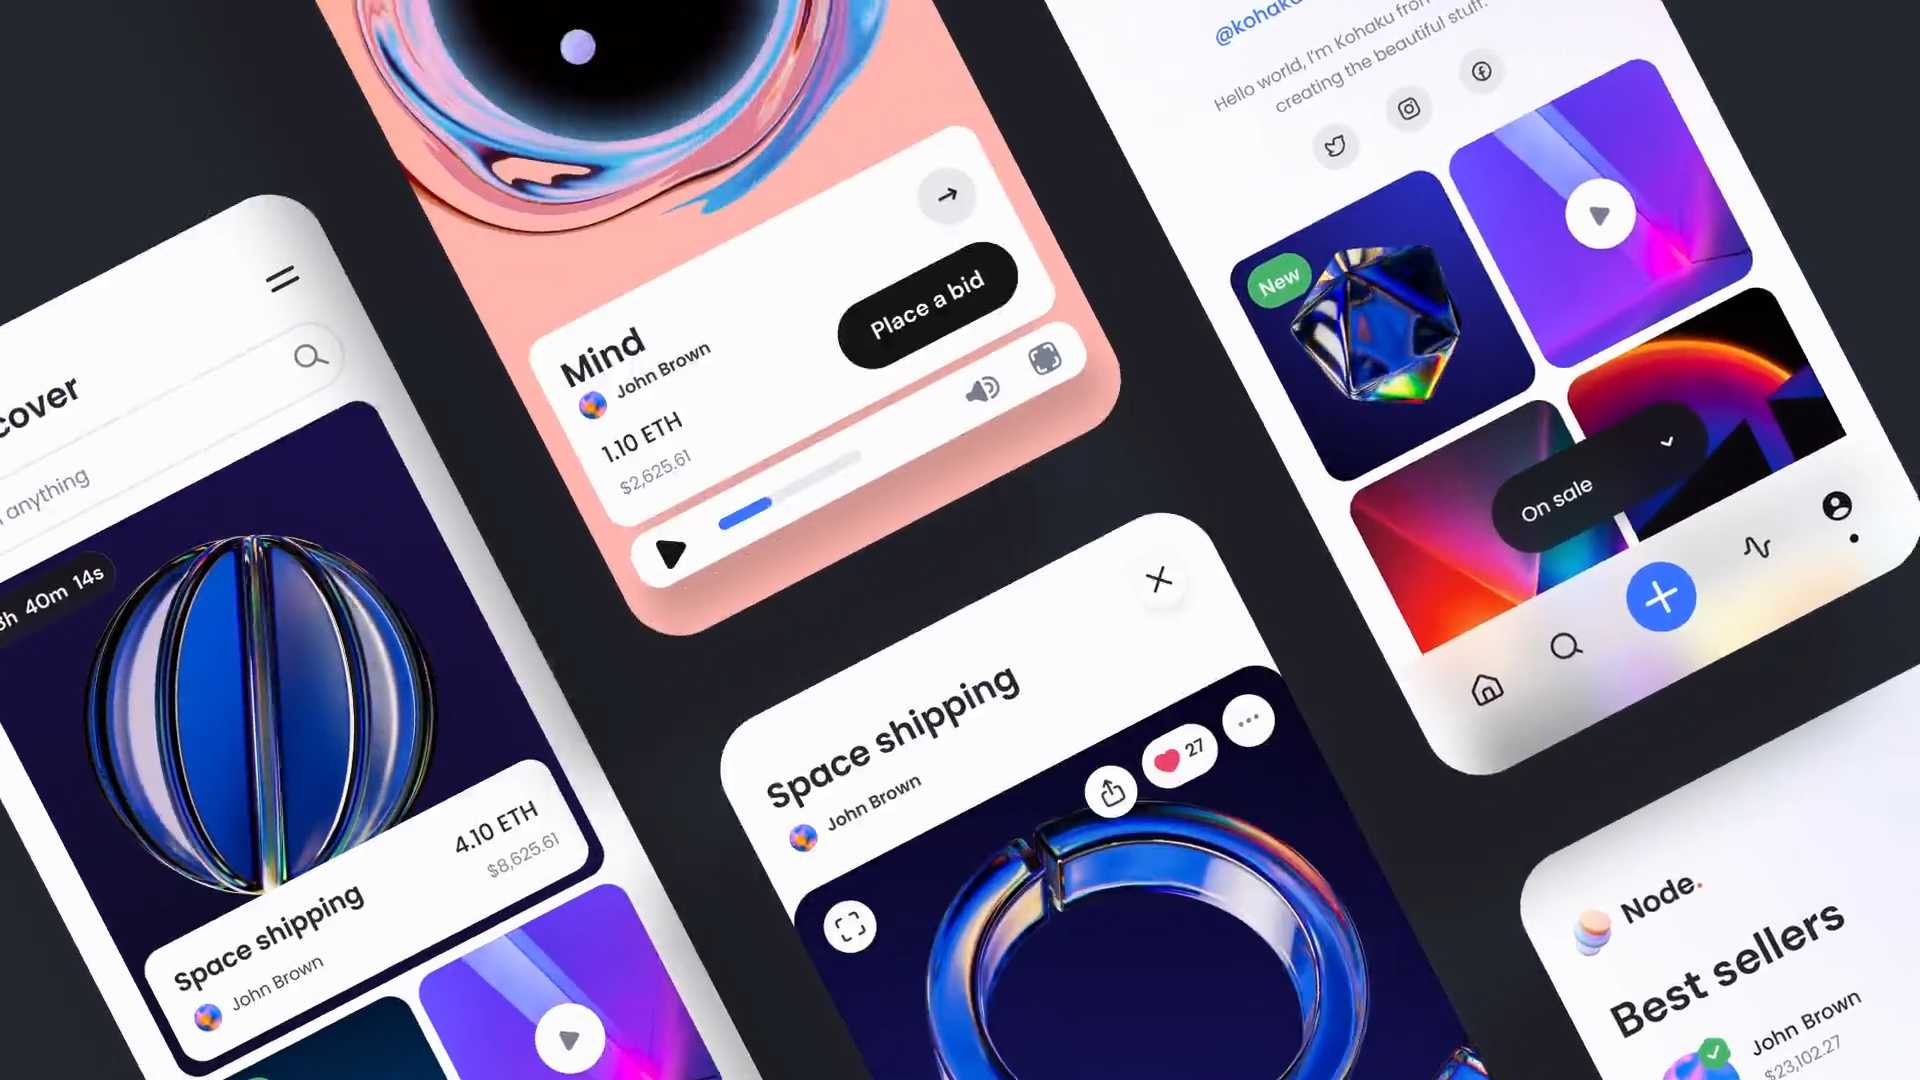 cover
anything
40m 14s
4.10 ETH
$8,625.61
Space shipping
John Brown
Mind
John Brown
1.10 ETH
$2,625.61
Place a bid
Space shipping
John Brown
27
Hello world, I'm Kohaku from
creating the beautiful stuff.
New
On sale
Node.
Best sellers
John Brown
$23,102.27